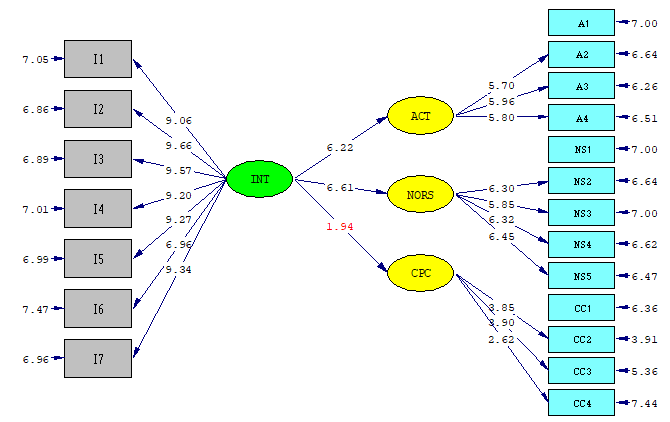 7.05 I1
6.86 I2
6.89 I3
7.01 I4
6.99 I5
7.47 I6
6.96 I7
9.06
9.66
9.57
9.20
9.27
6.96
9.34
INT
6.22
6.61
1.94
ACT
NORS
CPC
5.70
5.96
5.80
6.30
5.85
6.32
6.45
3.85
3.90
2.62
A1 7.00
A2 6.64
A3 6.26
A4 6.51
NS1 7.00
NS2 6.64
NS3 7.00
NS4 6.62
NS5 6.47
CC1 6.36
CC2 3.91
CC3 5.36
CC4 7.44